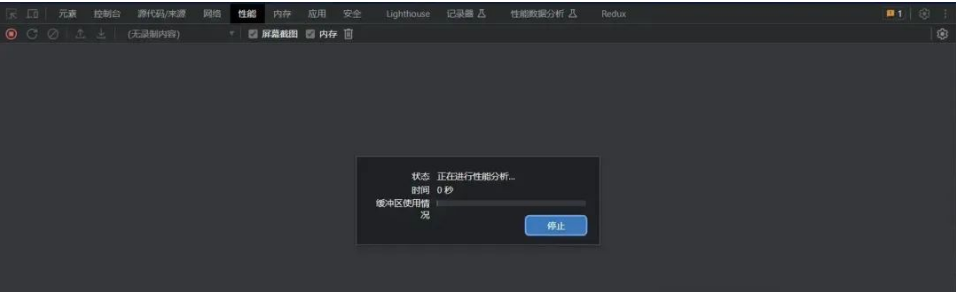 元素 控制台 源代码/来源 网络 性能 内存 应用 安全 Lighthouse 记录器 性能数据分析 Redux 1
(无录制内容) 屏幕截图 内存
状态 正在进行性能分析...
时间 0 秒
缓冲区使用情
况
停止